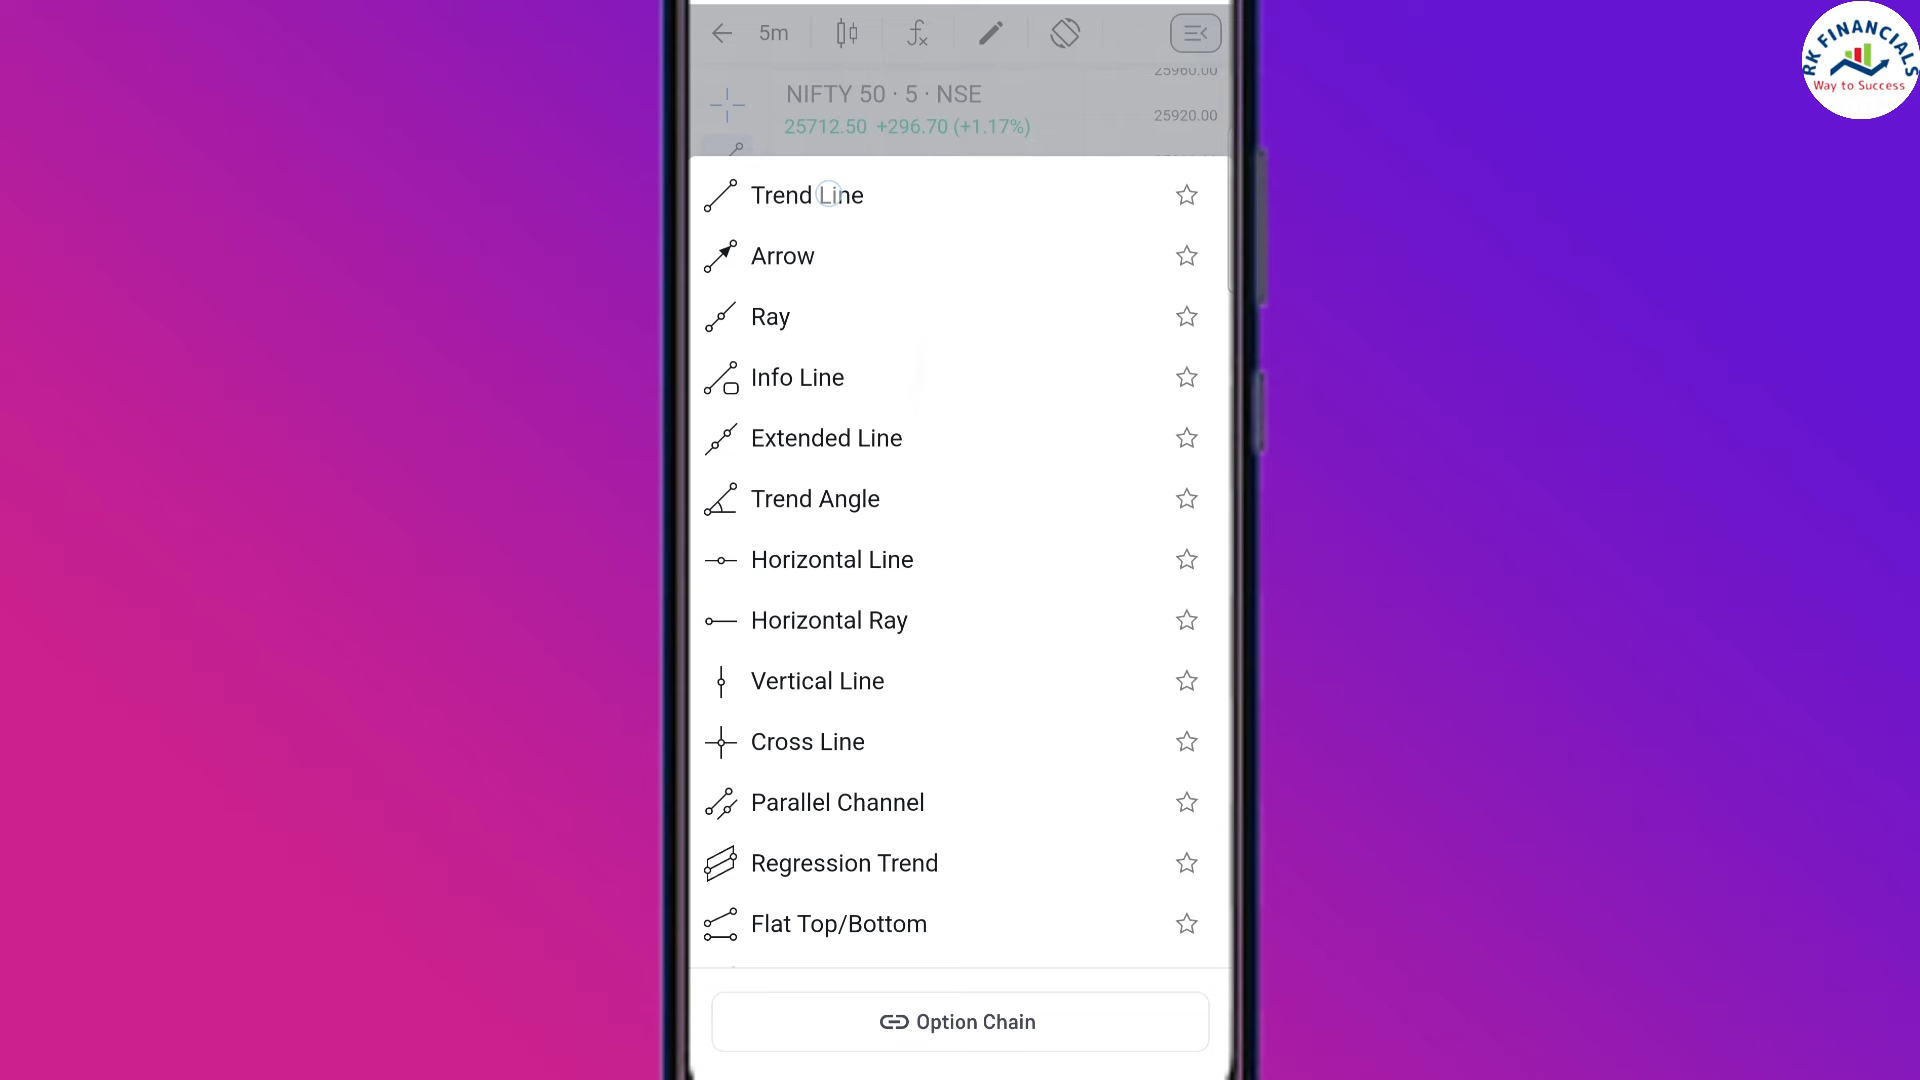 5m
25960.00
NIFTY 50 · 5 · NSE
25920.00
25712.50 +296.70 (+1.17%)
Trend Line
Arrow
Ray
Info Line
Extended Line
Trend Angle
Horizontal Line
Horizontal Ray
Vertical Line
Cross Line
Parallel Channel
Regression Trend
Flat Top/Bottom
Option Chain
RK FINANCIALS
Way to Success